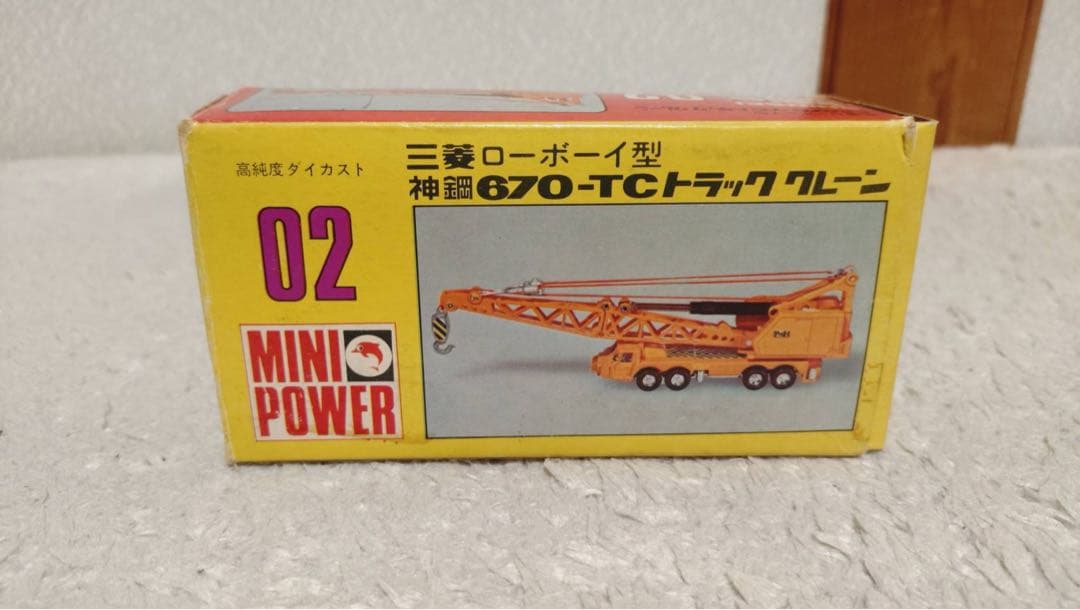 高純度ダイカスト
三菱ローボーイ型
神鋼670-TCトラッククレーン
02
MINI
POWER
P&H